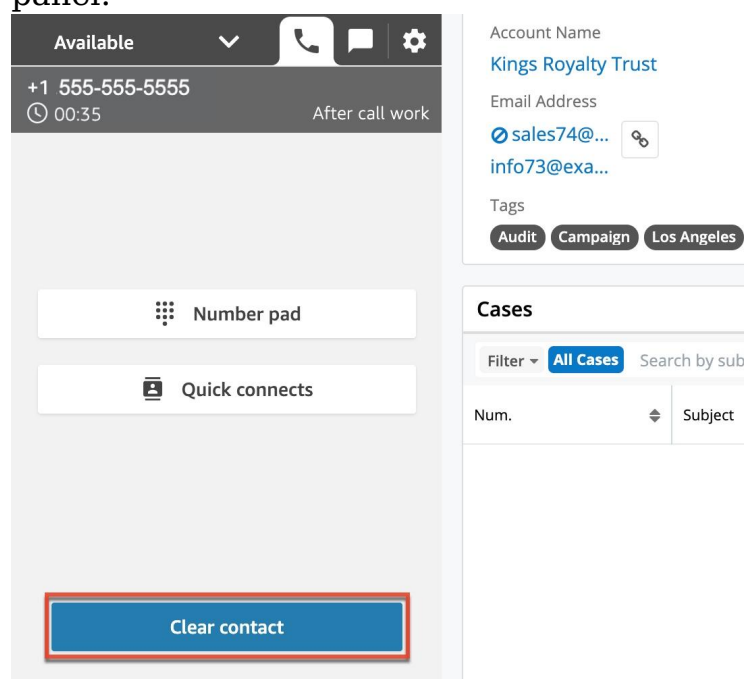 panel.
Available
+1 555-555-5555
00:35 After call work
Number pad
Quick connects
Clear contact
Account Name
Kings Royalty Trust
Email Address
sales74@...
info73@exa...
Tags
Audit Campaign Los Angeles
Cases
Filter All Cases Search by sub
Num. Subject